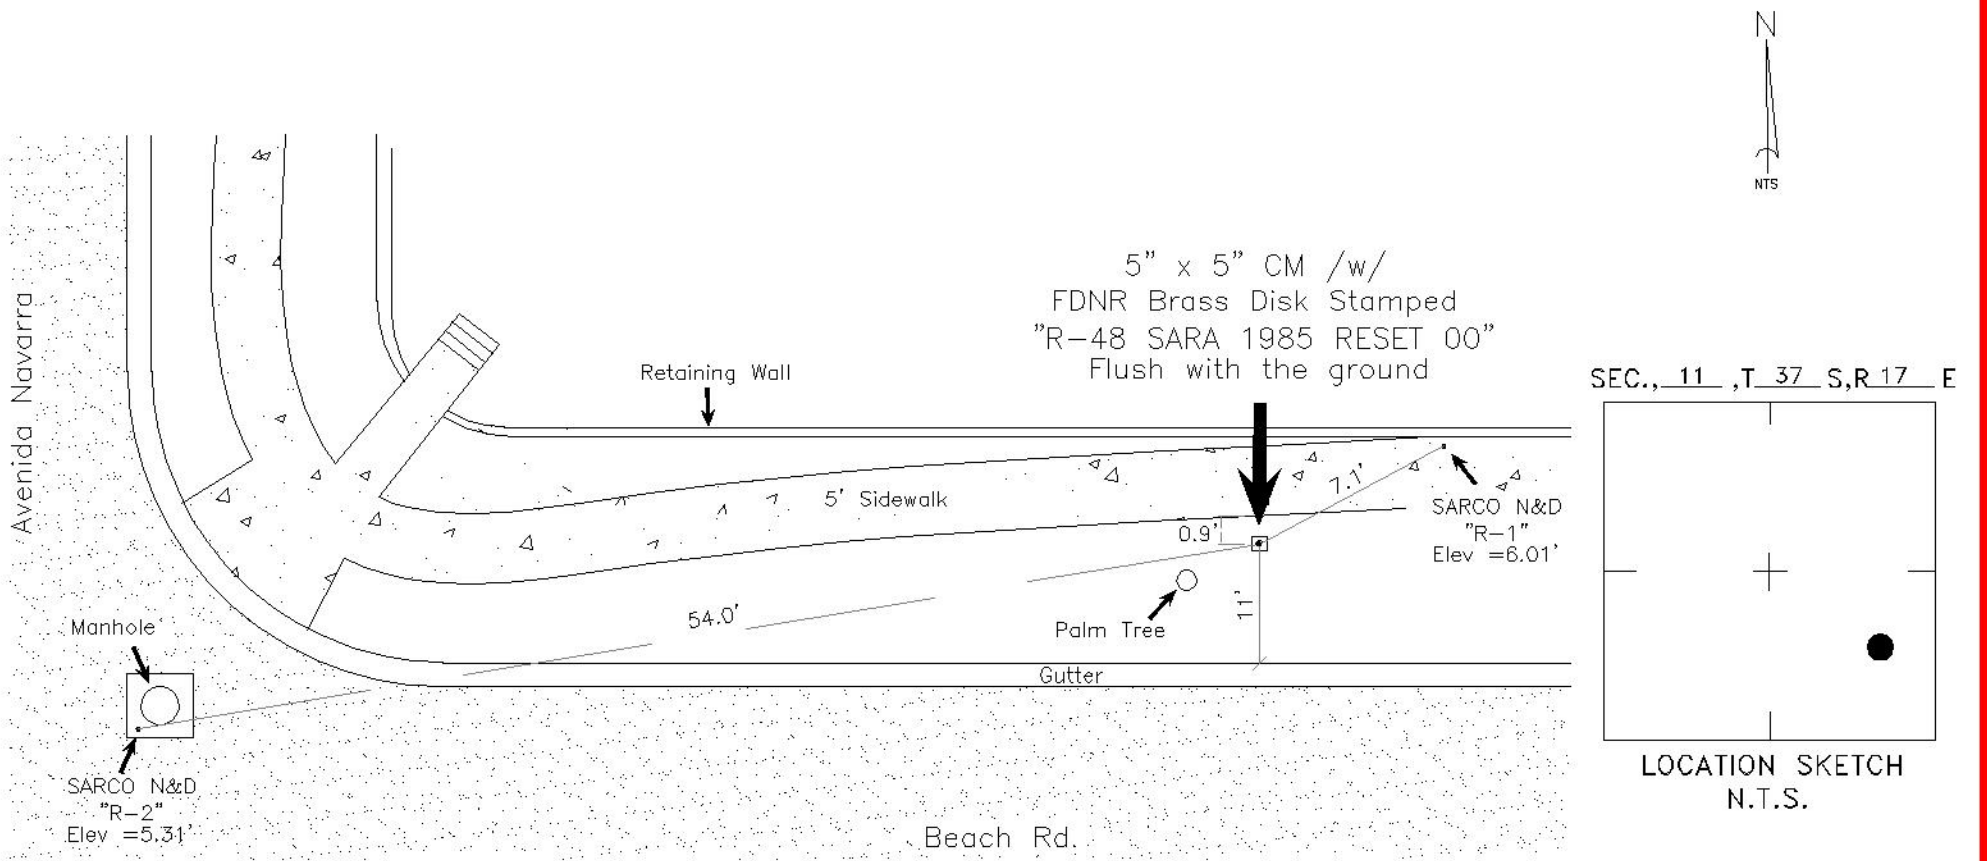 N
NTS
5” x 5” CM /w/
FDNR Brass Disk Stamped
”R-48 SARA 1985 RESET 00”
Flush with the ground
Retaining Wall
SEC., 11 ,T 37 S,R 17 E
Avenida Navarra
7.1'
5' Sidewalk
SARCO N&D
"R-1"
Elev =6.01'
0.9'
11'
54.0'
Palm Tree
Manhole
Gutter
LOCATION SKETCH
N.T.S.
SARCO N&D
"R-2"
Elev =5.31'
Beach Rd.